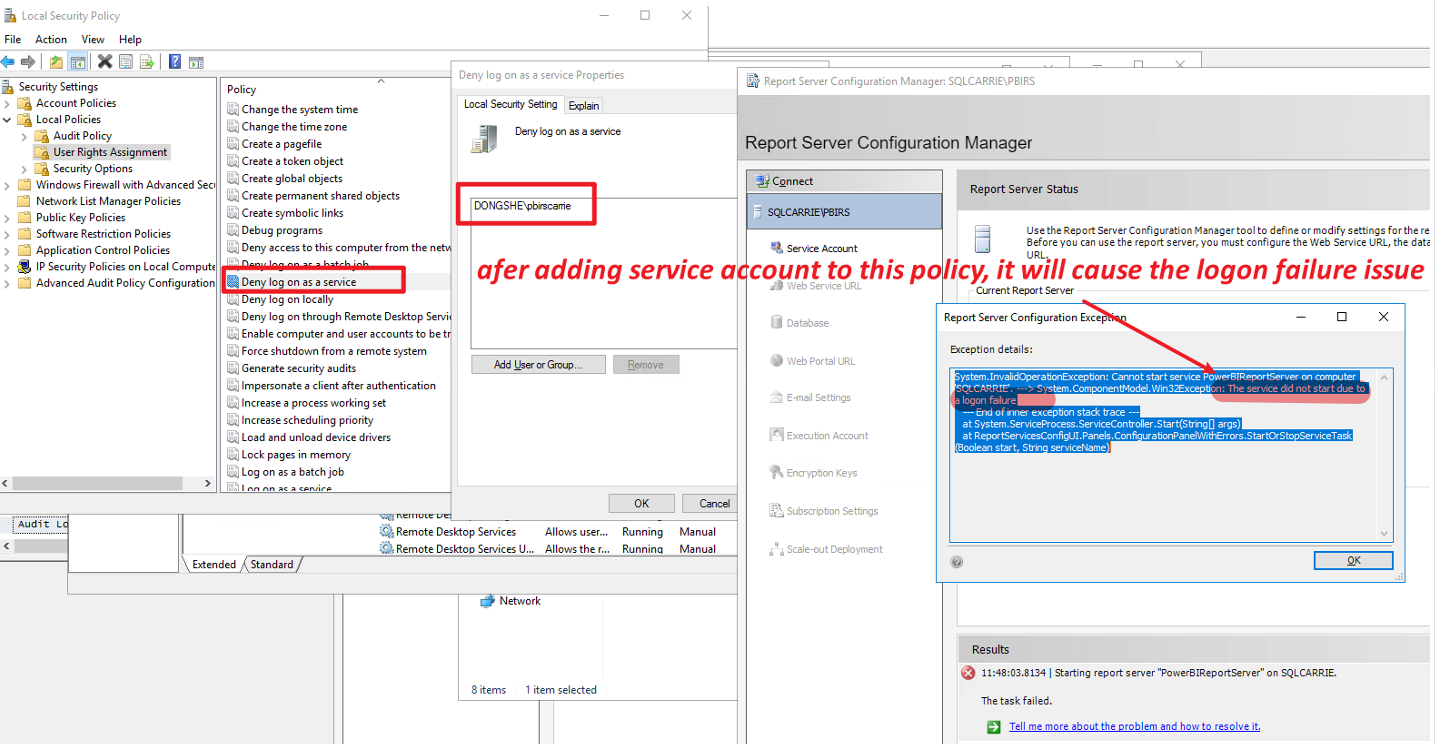 Local Security Policy
File Action View Help
Security Settings
Account Policies
Local Policies
Audit Policy
User Rights Assignment
Security Options
Windows Firewall with Advanced Secu
Network List Manager Policies
Public Key Policies
Software Restriction Policies
Application Control Policies
IP Security Policies on Local Compute
Advanced Audit Policy Configuration
Policy
Change the system time
Change the time zone
Create a pagefile
Create a token object
Create global objects
Create permanent shared objects
Create symbolic links
Debug programs
Deny access to this computer from the netw
Deny log on as a batch job
Deny log on as a service
Deny log on locally
Deny log on through Remote Desktop Servic
Enable computer and user accounts to be tr
Force shutdown from a remote system
Generate security audits
Impersonate a client after authentication
Increase a process working set
Increase scheduling priority
Load and unload device drivers
Lock pages in memory
Log on as a batch job
Log on as a service
Deny log on as a service Properties
Local Security Setting Explain
Deny log on as a service
DONGSHE\pbirscarrie
Add User or Group...
Remove
OK Cancel
afer adding service account to this policy, it will cause the logon failure issue
Audit Lo
Remote De
Remote Desktop Services Allows user... Running Manual
Remote Desktop Services U... Allows the r... Running Manual
Extended Standard
Network
8 items 1 item selected
Report Server Configuration Manager: SQLCARRIE\PBIRS
Report Server Configuration Manager
Connect
SQLCARRIE\PBIRS
Service Account
Web Service URL
Database
Web Portal URL
E-mail Settings
Execution Account
Encryption Keys
Subscription Settings
Scale-out Deployment
Report Server Status
Use the Report Server Configuration Manager tool to define or modify settings for the re
Before you can use the report server, you must configure the Web Service URL, the data
URL.
Current Report Server
Report Server Configuration Exception
Exception details:
System.InvalidOperationException: Cannot start service PowerBIReportServer on computer
'SQLCARRIE'. ---> System.ComponentModel.Win32Exception: The service did not start due to
a logon failure
--- End of inner exception stack trace ---
at System.ServiceProcess.ServiceController.Start(String[] args)
at ReportServicesConfigUI.Panels.ConfigurationPanelWithErrors.StartOrStopServiceTask
(Boolean start, String serviceName)
OK
Results
11:48:03.8134 | Starting report server "PowerBIReportServer" on SQLCARRIE.
The task failed.
Tell me more about the problem and how to resolve it.